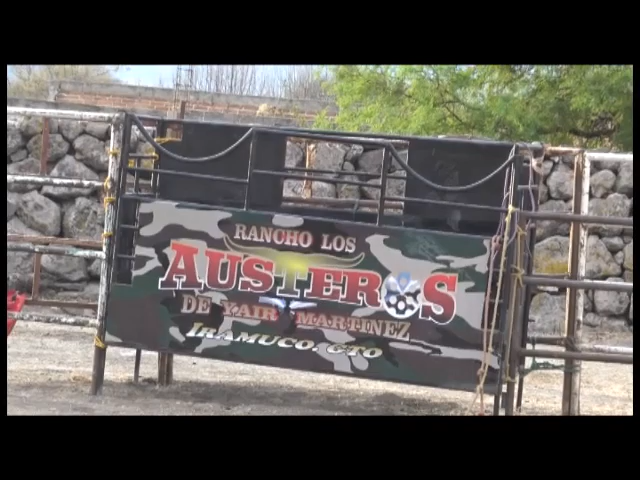 RANCHO LOS
AUSTEROS
DE YAIR MARTINEZ
IRAMUCO. GTO